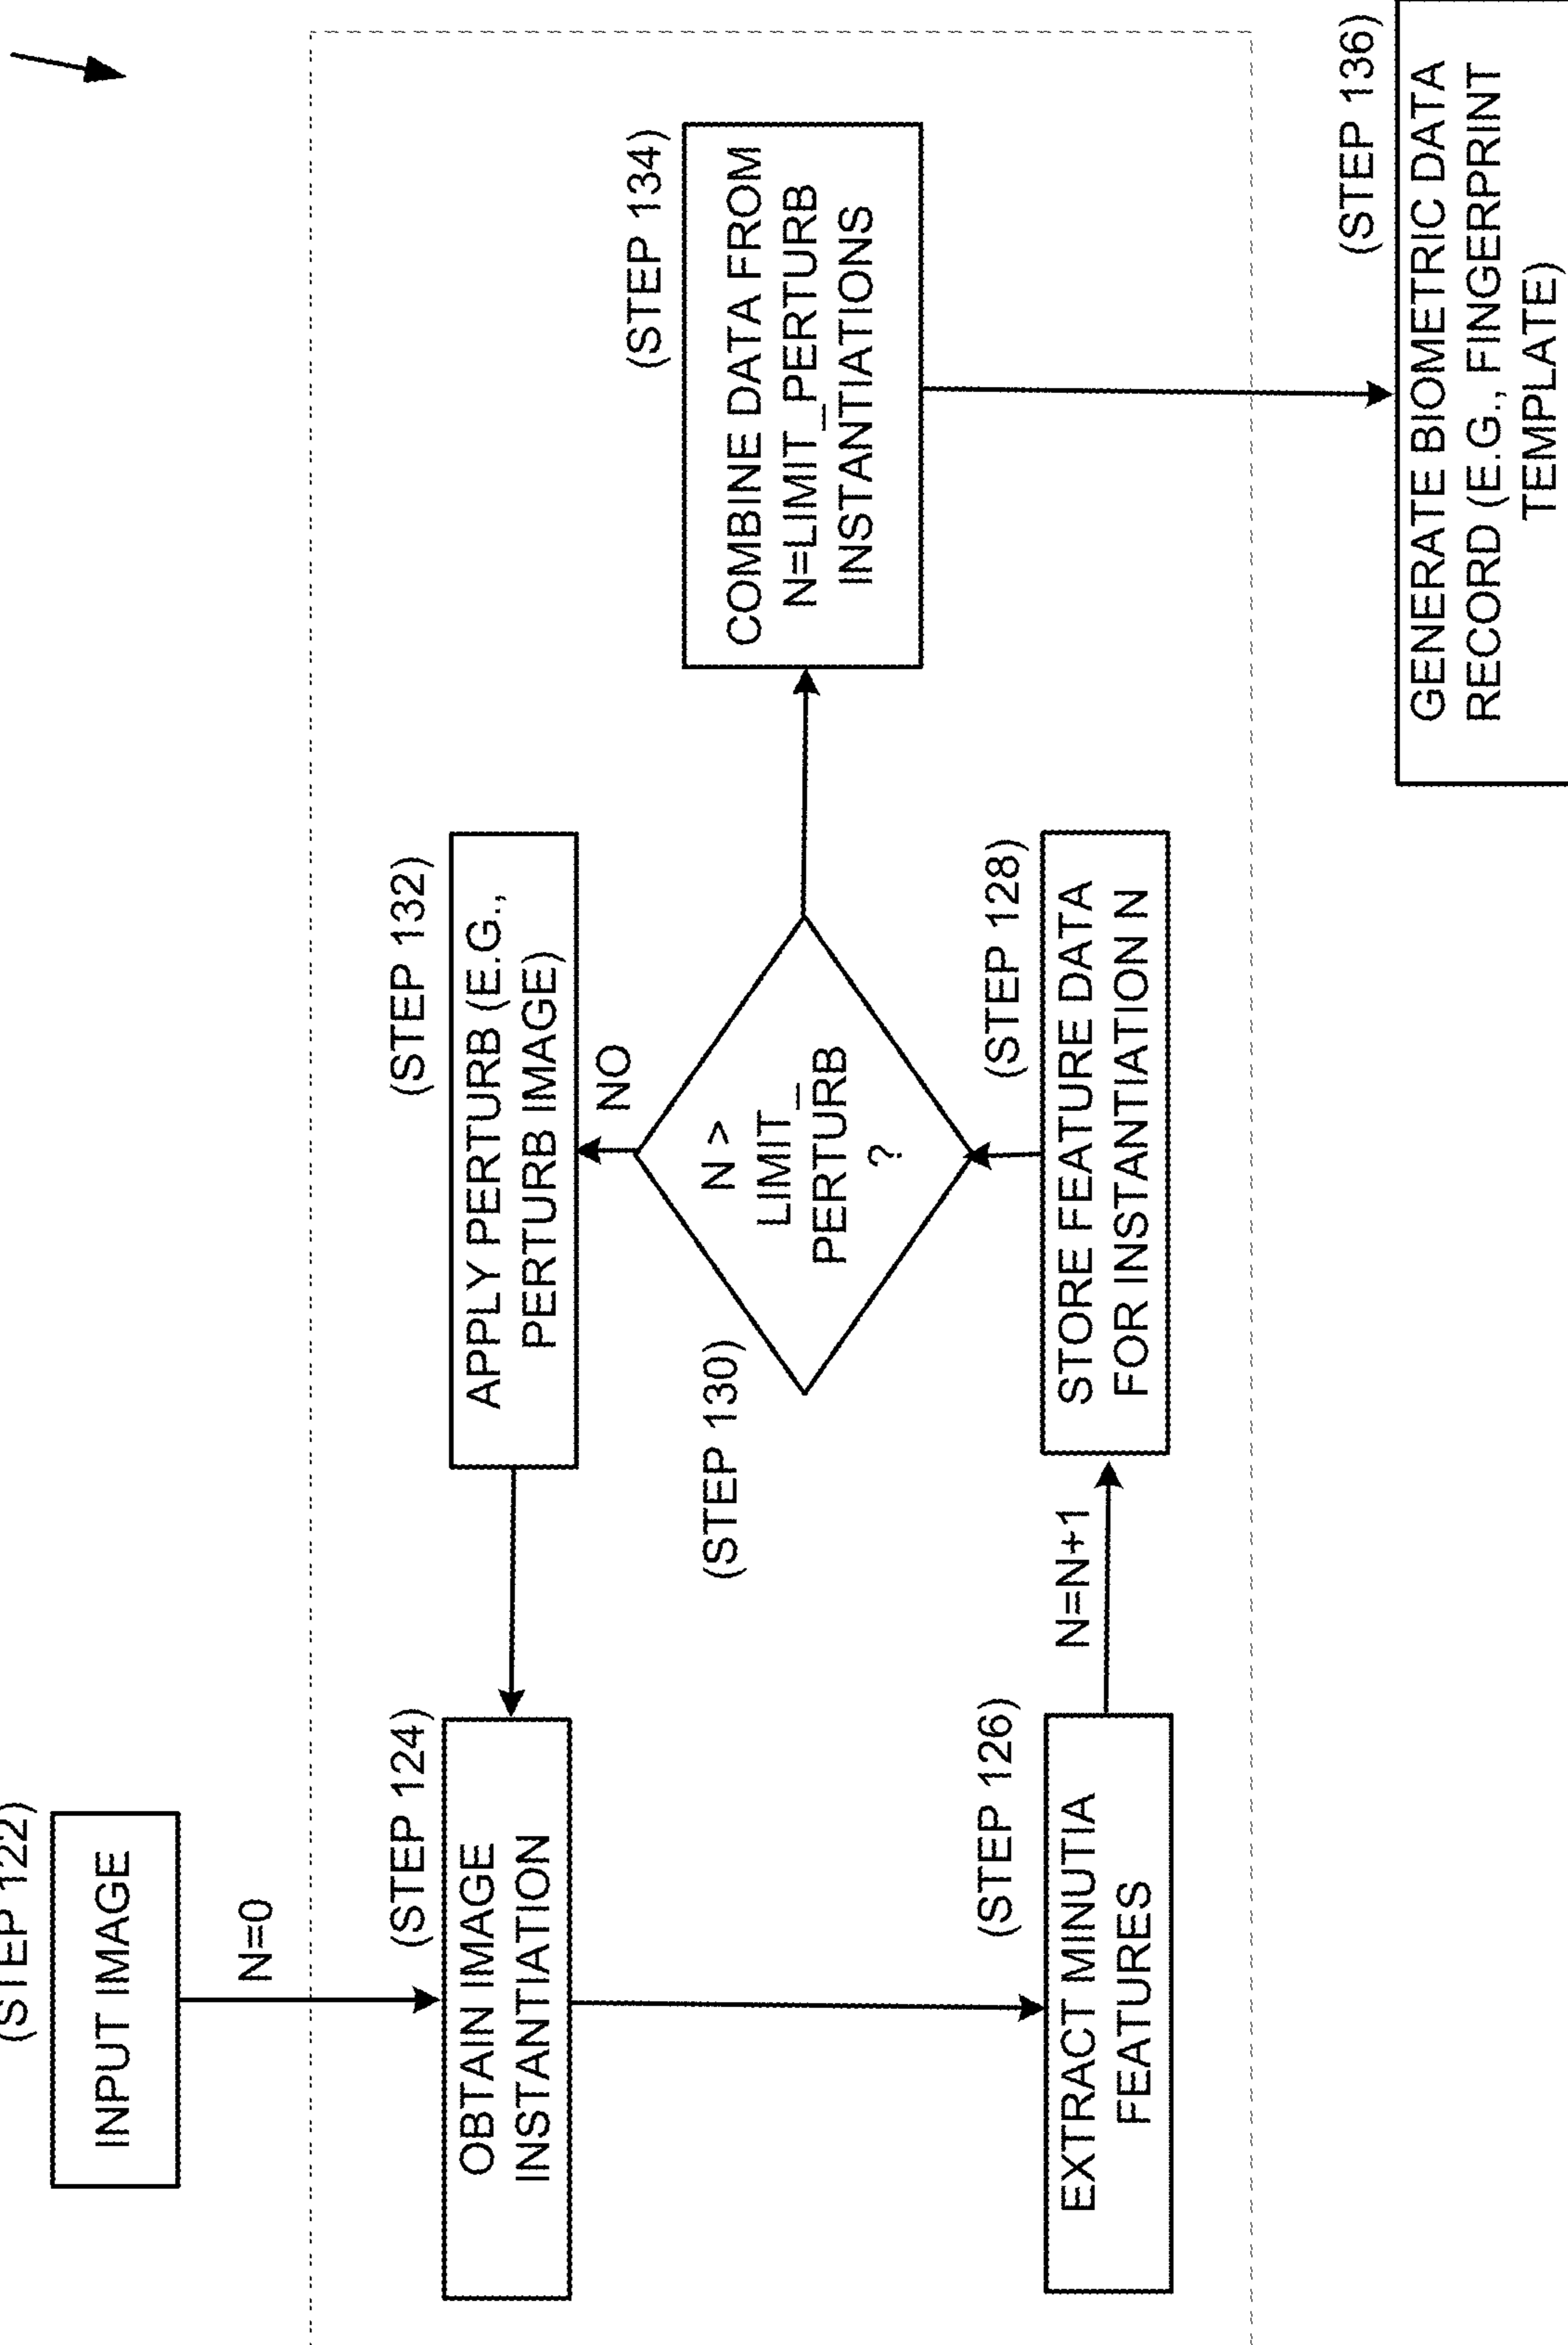 (STEP 122)
INPUT IMAGE
N=0
(STEP 124)
OBTAIN IMAGE
INSTANTIATION
(STEP 126)
EXTRACT MINUTIA
FEATURES
N=N+1
(STEP 128)
STORE FEATURE DATA
FOR INSTANTIATION N
(STEP 130)
N >
LIMIT_
PERTURB
?
NO
(STEP 132)
APPLY PERTURB (E.G.,
PERTURB IMAGE)
(STEP 134)
COMBINE DATA FROM
N=LIMIT_PERTURB
INSTANTIATIONS
(STEP 136)
GENERATE BIOMETRIC DATA
RECORD (E.G., FINGERPRINT
TEMPLATE)